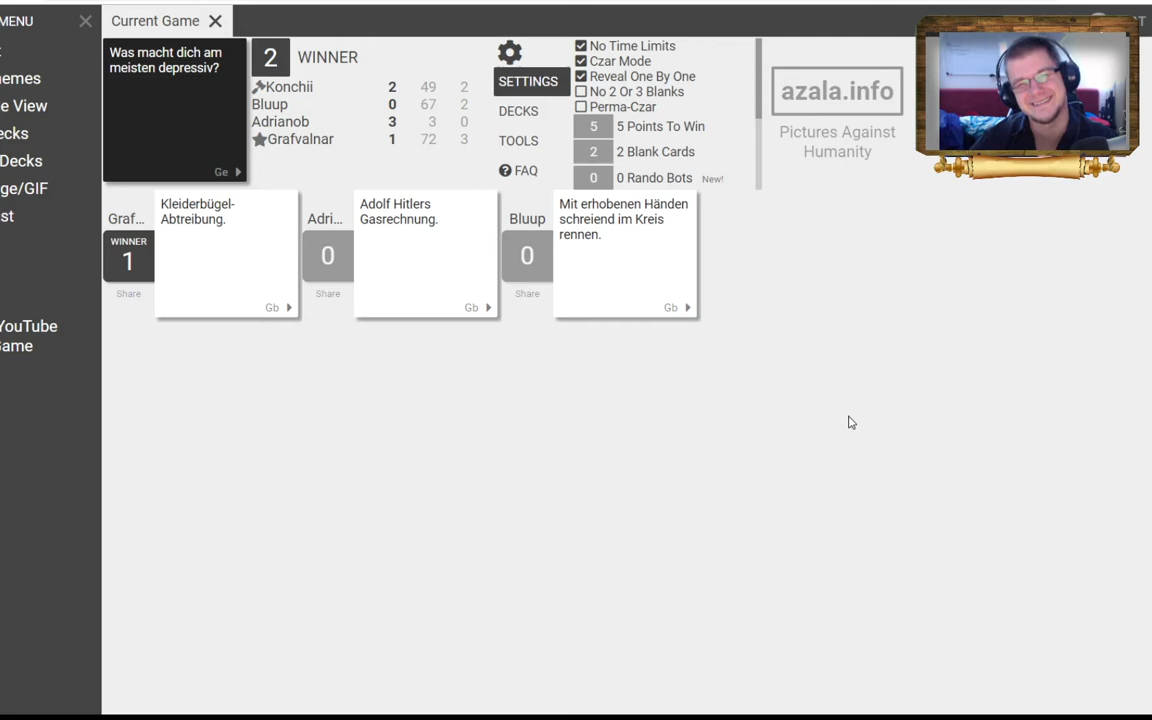 MENU
Current Game
Was macht dich am
meisten depressiv?
Ge
2 WINNER
Konchii 2 49 2
Bluup 0 67 2
Adrianob 3 3 0
Grafvalnar 1 72 3
SETTINGS
DECKS
TOOLS
FAQ
No Time Limits
Czar Mode
Reveal One By One
No 2 Or 3 Blanks
Perma-Czar
5 5 Points To Win
2 2 Blank Cards
0 0 Rando Bots New!
azala.info
Pictures Against
Humanity
emes
e View
ecks
Decks
ge/GIF
st
YouTube
ame
Graf...
WINNER
1
Share
Kleiderbügel-
Abtreibung.
Gb
Adri...
0
Share
Adolf Hitlers
Gasrechnung.
Gb
Bluup
0
Share
Mit erhobenen Händen
schreiend im Kreis
rennen.
Gb